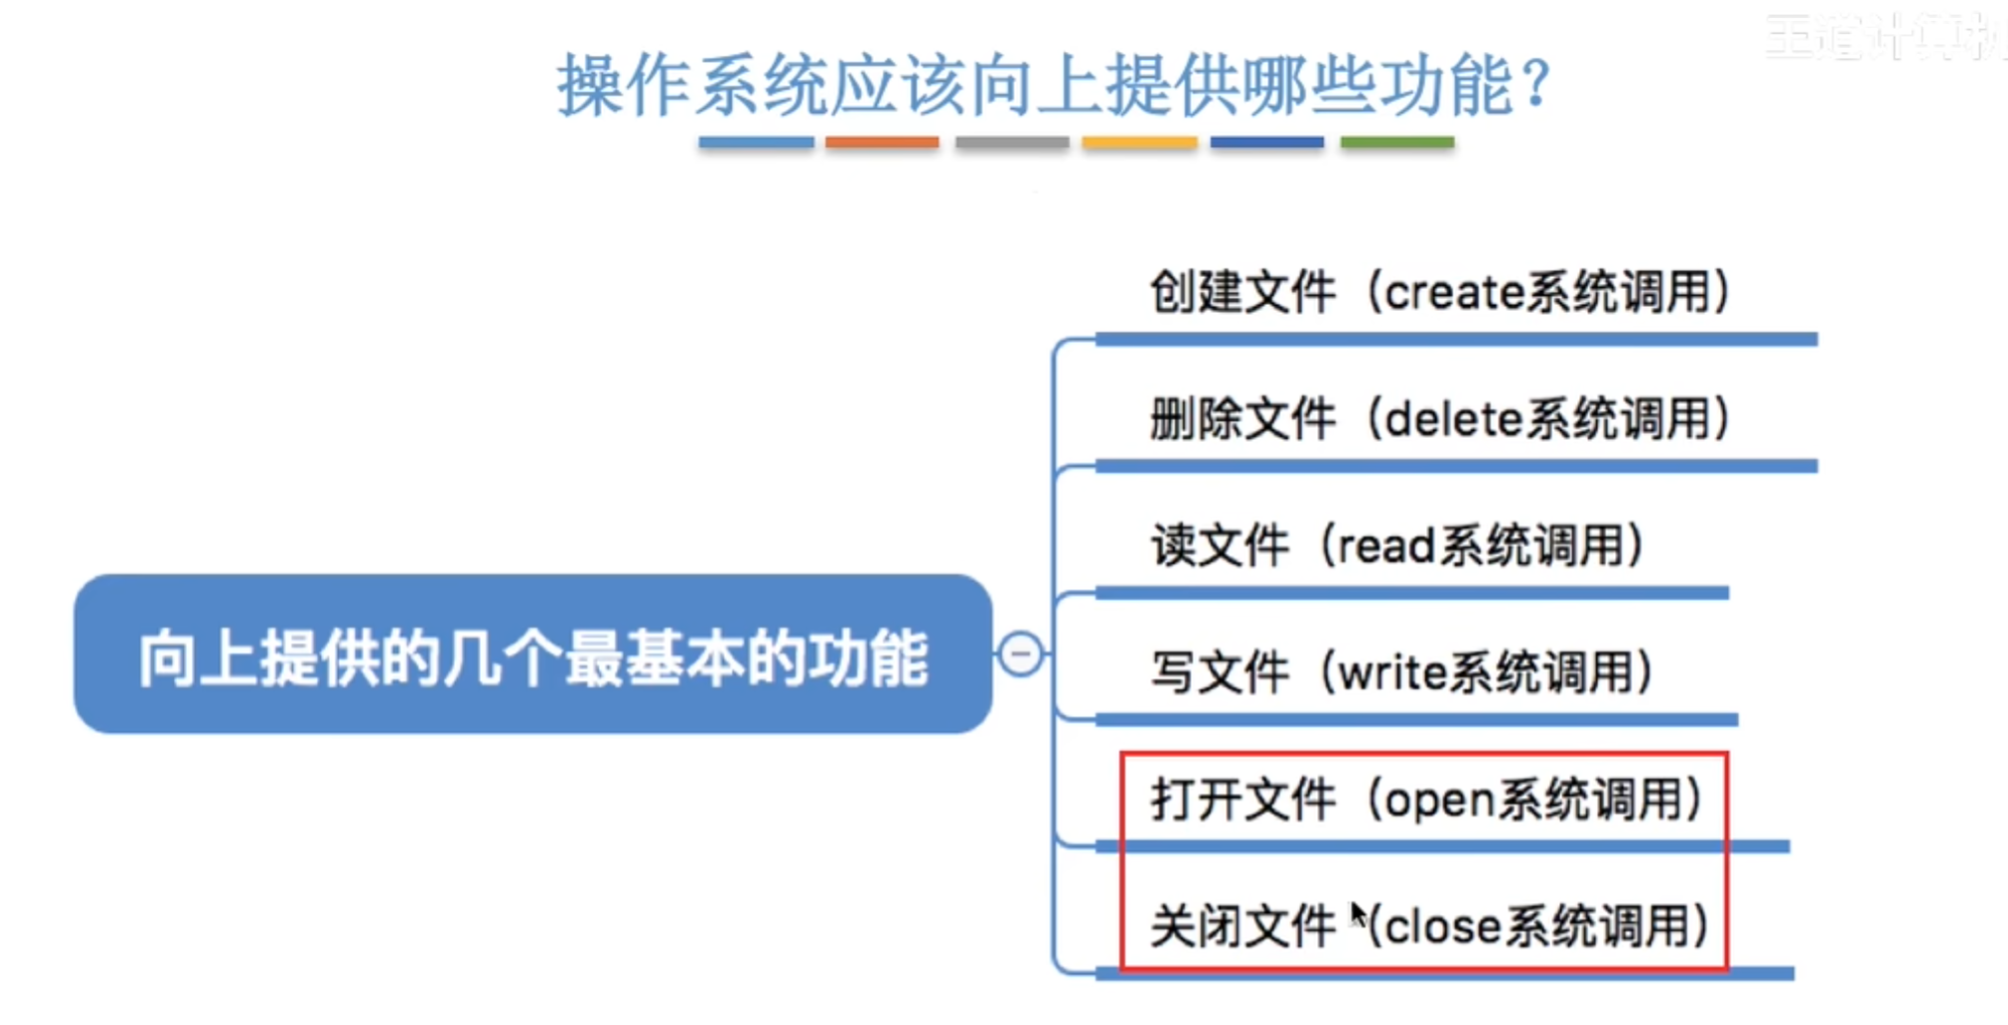 王道计算机
操作系统应该向上提供哪些功能？
创建文件（create系统调用）
删除文件（delete系统调用）
读文件（read系统调用）
向上提供的几个最基本的功能
写文件（write系统调用）
打开文件（open系统调用）
关闭文件（close系统调用）